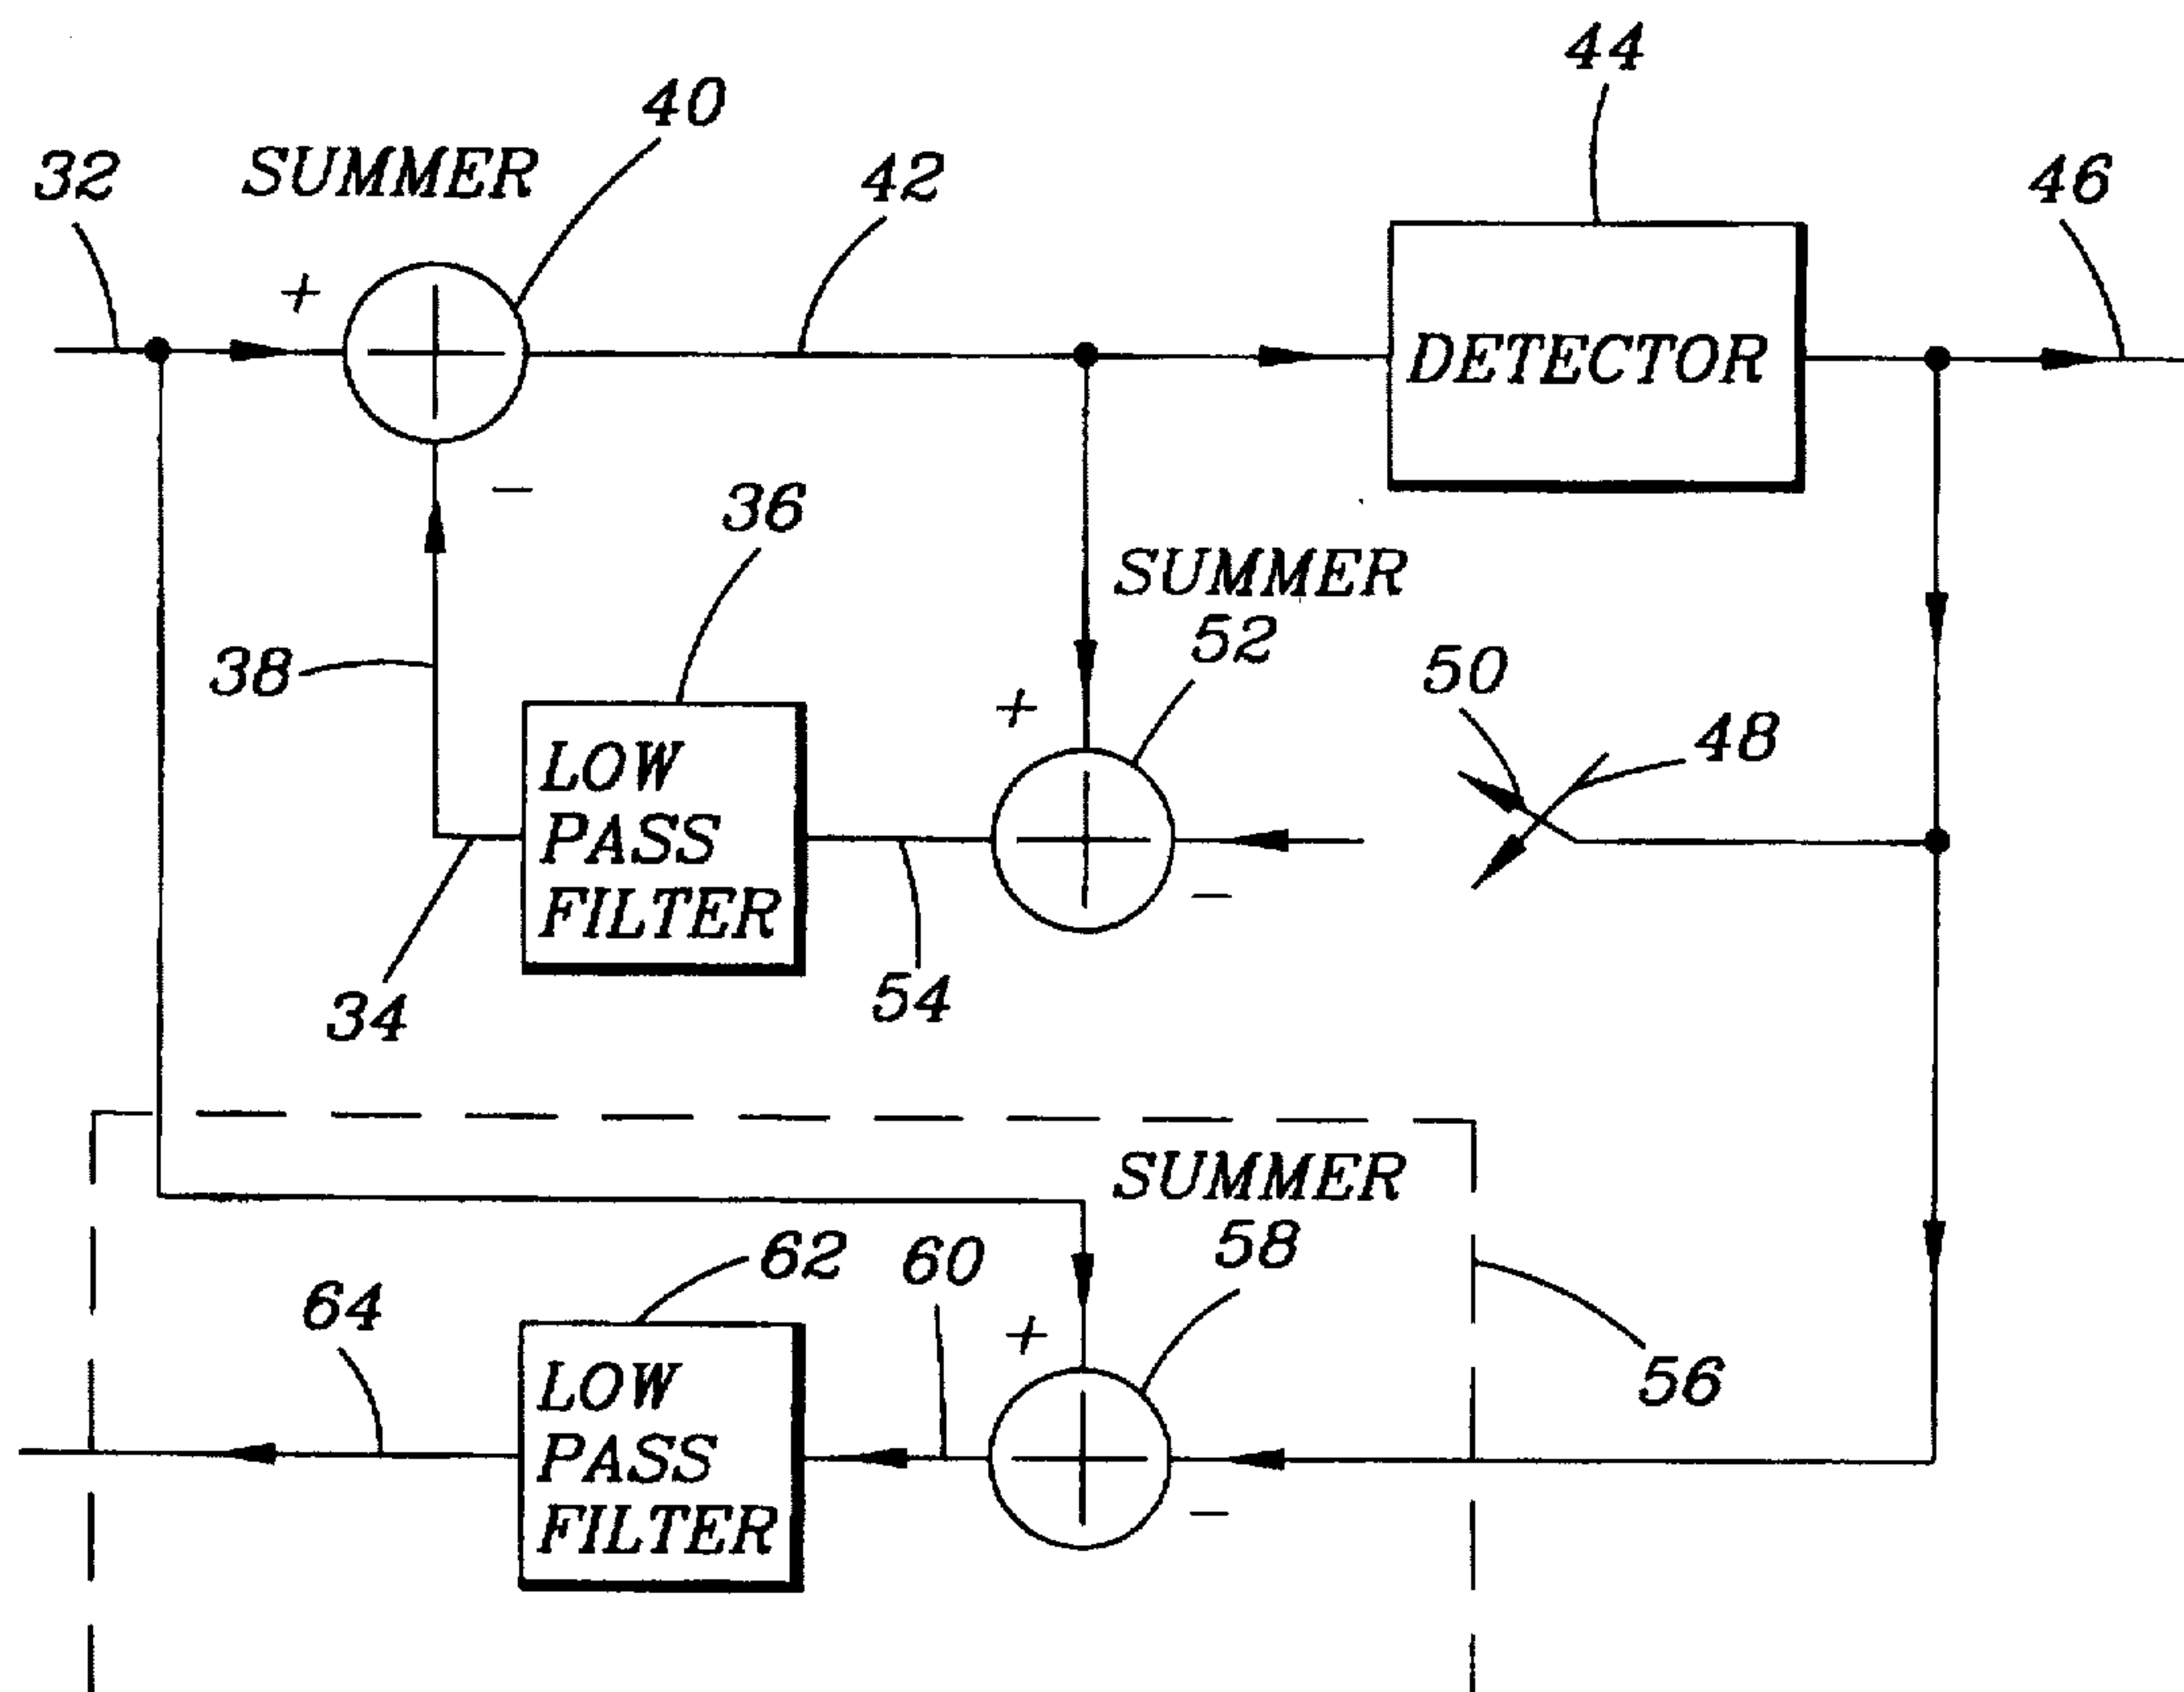 44
40
32
SUMMER
42
46
+
DETECTOR
−
36
SUMMER
52
38
50
+
48
LOW
PASS
FILTER
−
34
54
SUMMER
58
62
60
64
+
56
LOW
PASS
FILTER
−